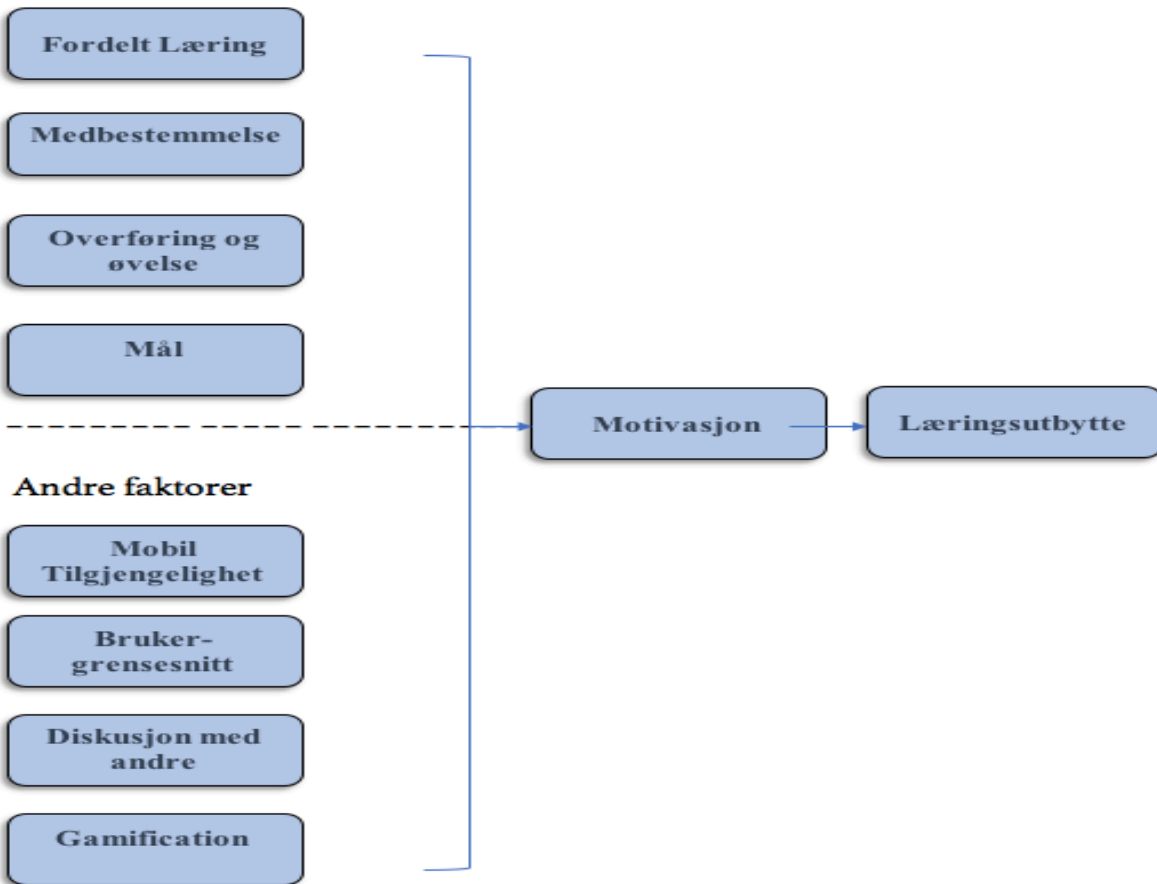 Fordelt Læring
Medbestemmelse
Overføring og
øvelse
Mål
Motivasjon
Læringsutbytte
Andre faktorer
Mobil
Tilgjengelighet
Bruker-
grensesnitt
Diskusjon med
andre
Gamification